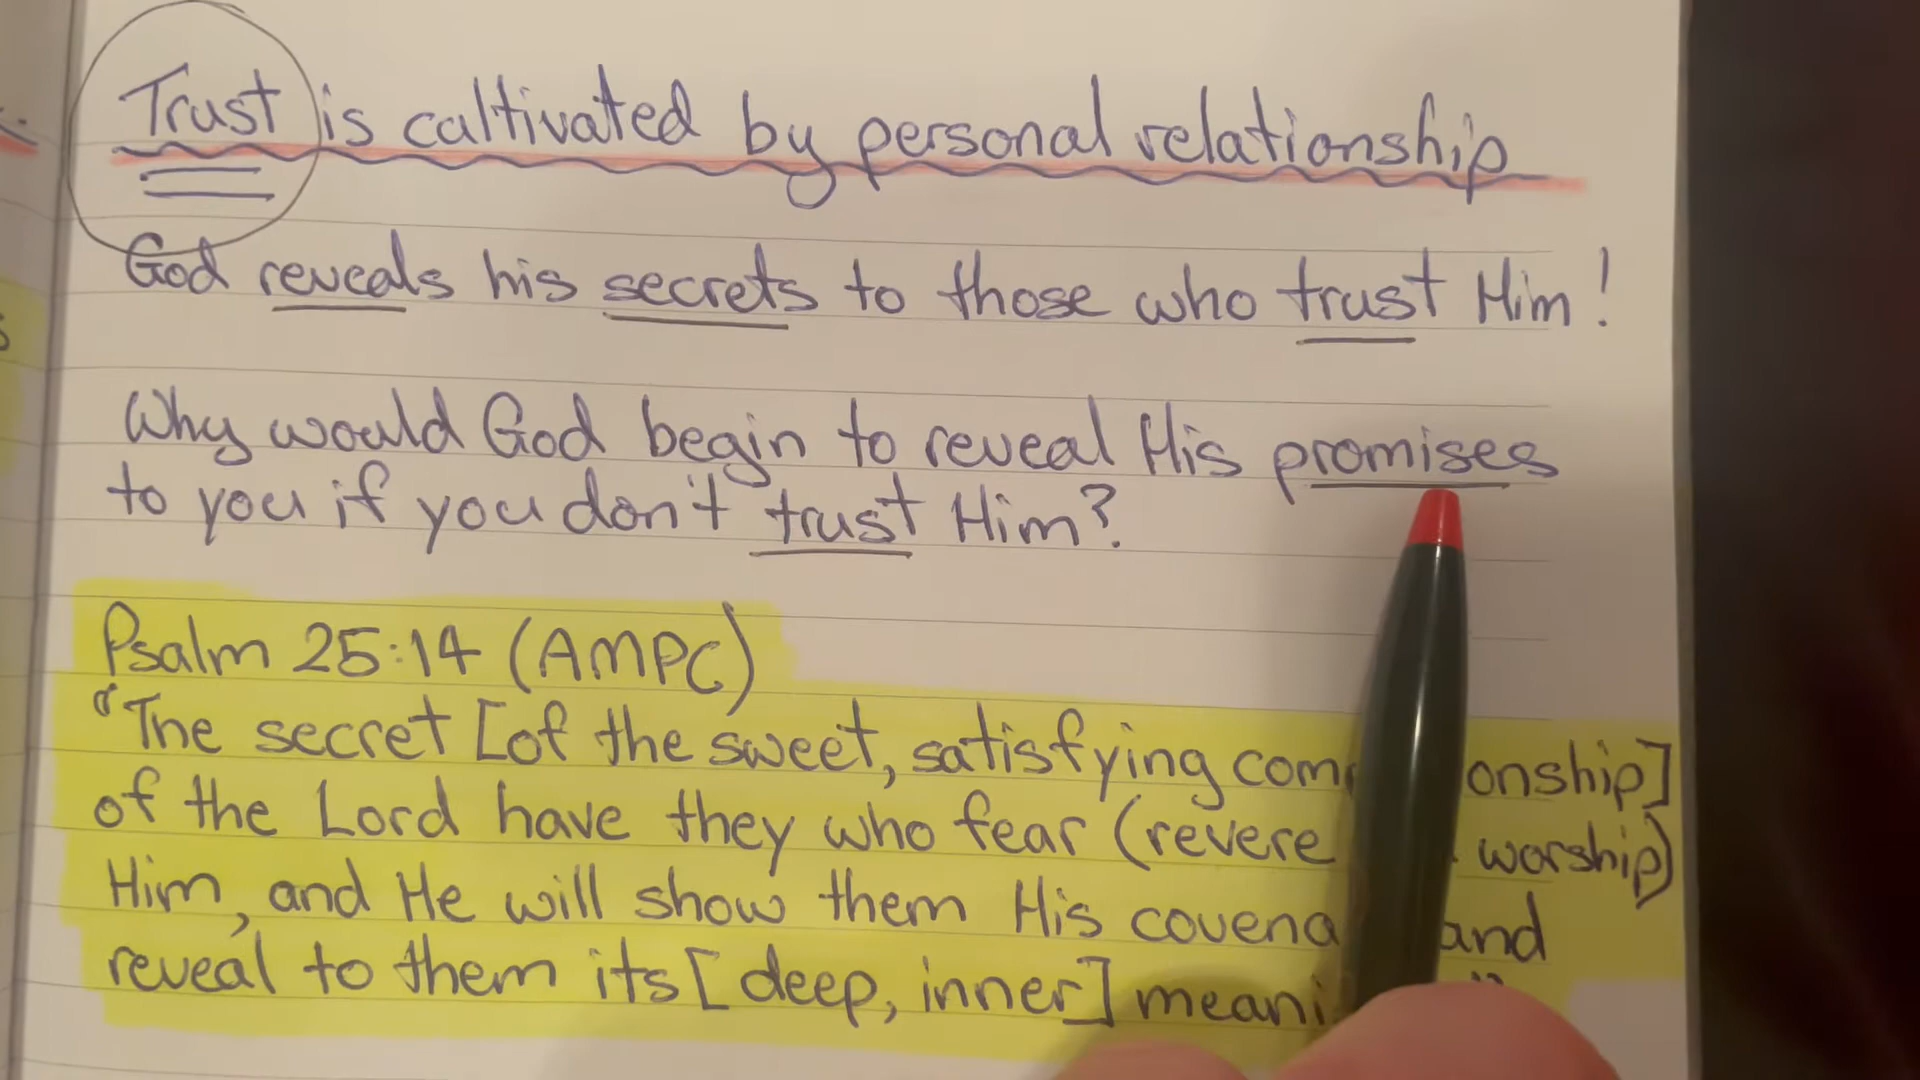 Trust is caltivated by personal relationship
God reveals his secrets to those who trust Him!
Why would God begin to reveal His promises
to you if you don't trust Him?
Psalm 25:14 (AMPC)
"The secret [of the sweet, satisfying com onship]
of the Lord have they who fear (revere worship)
Him, and He will show them His covena and
reveal to them its [deep, inner] meani "